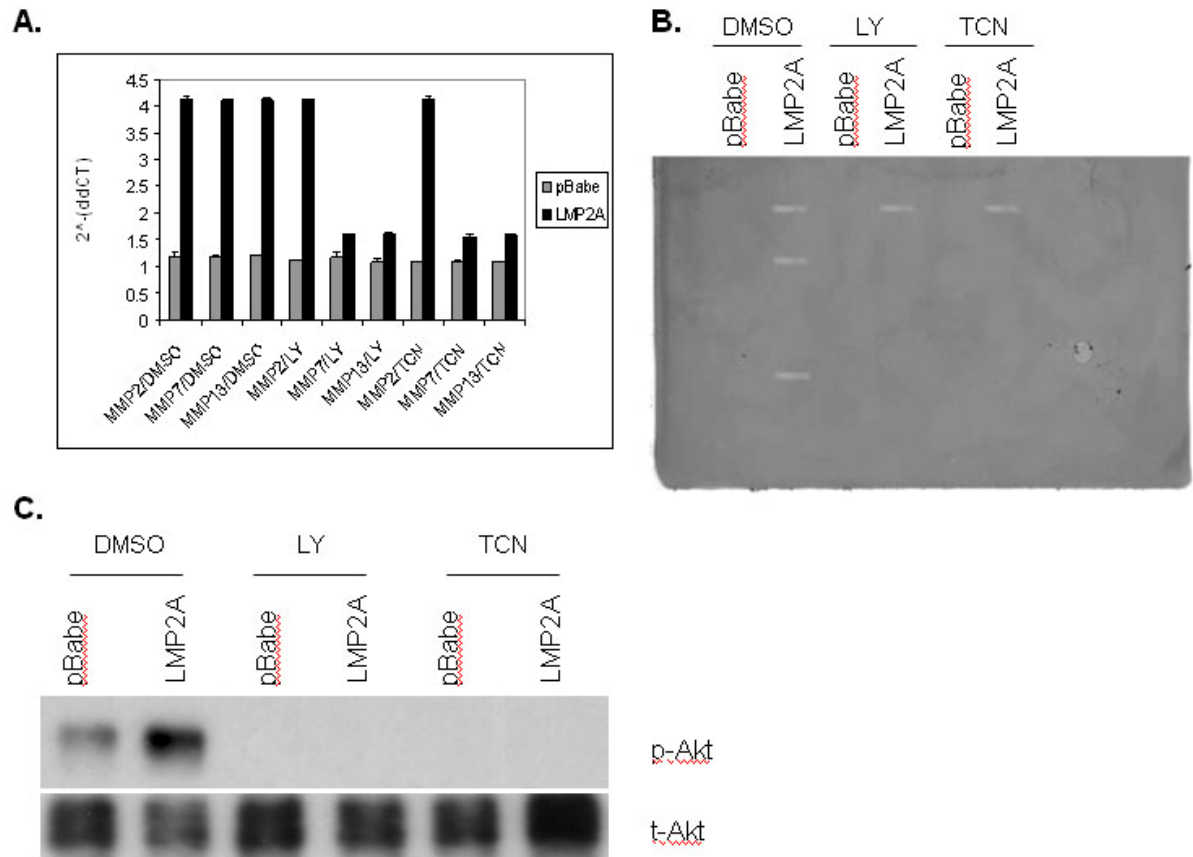 A.
4.5
4
3.5
3
2.5
2
1.5
1
0.5
0
2^-(ddCT)
MMP2/DMSO
MMP7/DMSO
MMP13/DMSO
MMP2/LY
MMP7/LY
MMP13/LY
MMP2/TCN
MMP7/TCN
MMP13/TCN
pBabe
LMP2A
B.
DMSO LY TCN
pBabe LMP2A pBabe LMP2A pBabe LMP2A
C.
DMSO LY TCN
pBabe LMP2A pBabe LMP2A pBabe LMP2A
p-Akt
t-Akt